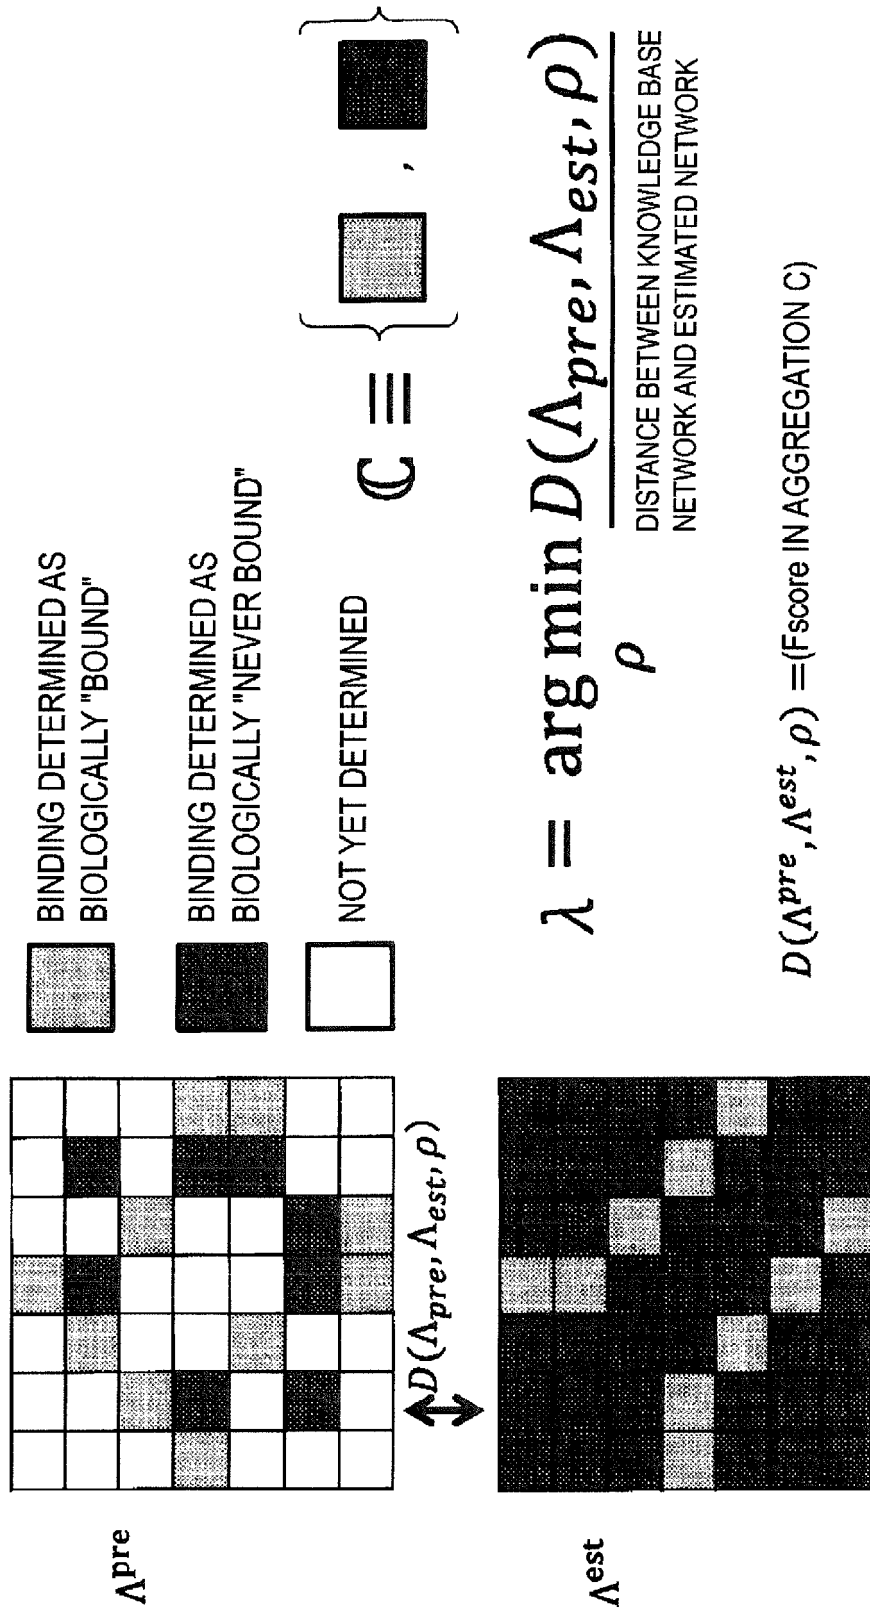 Λ^pre
D(Λ_pre, Λ_est, ρ)
Λ^est
BINDING DETERMINED AS
BIOLOGICALLY "BOUND"
BINDING DETERMINED AS
BIOLOGICALLY "NEVER BOUND"
NOT YET DETERMINED
ℂ ≡ { , }
λ = arg min D(Λ_pre, Λ_est, ρ)
ρ
DISTANCE BETWEEN KNOWLEDGE BASE
NETWORK AND ESTIMATED NETWORK
D(Λ^pre, Λ^est, ρ) =(Fscore IN AGGREGATION C)